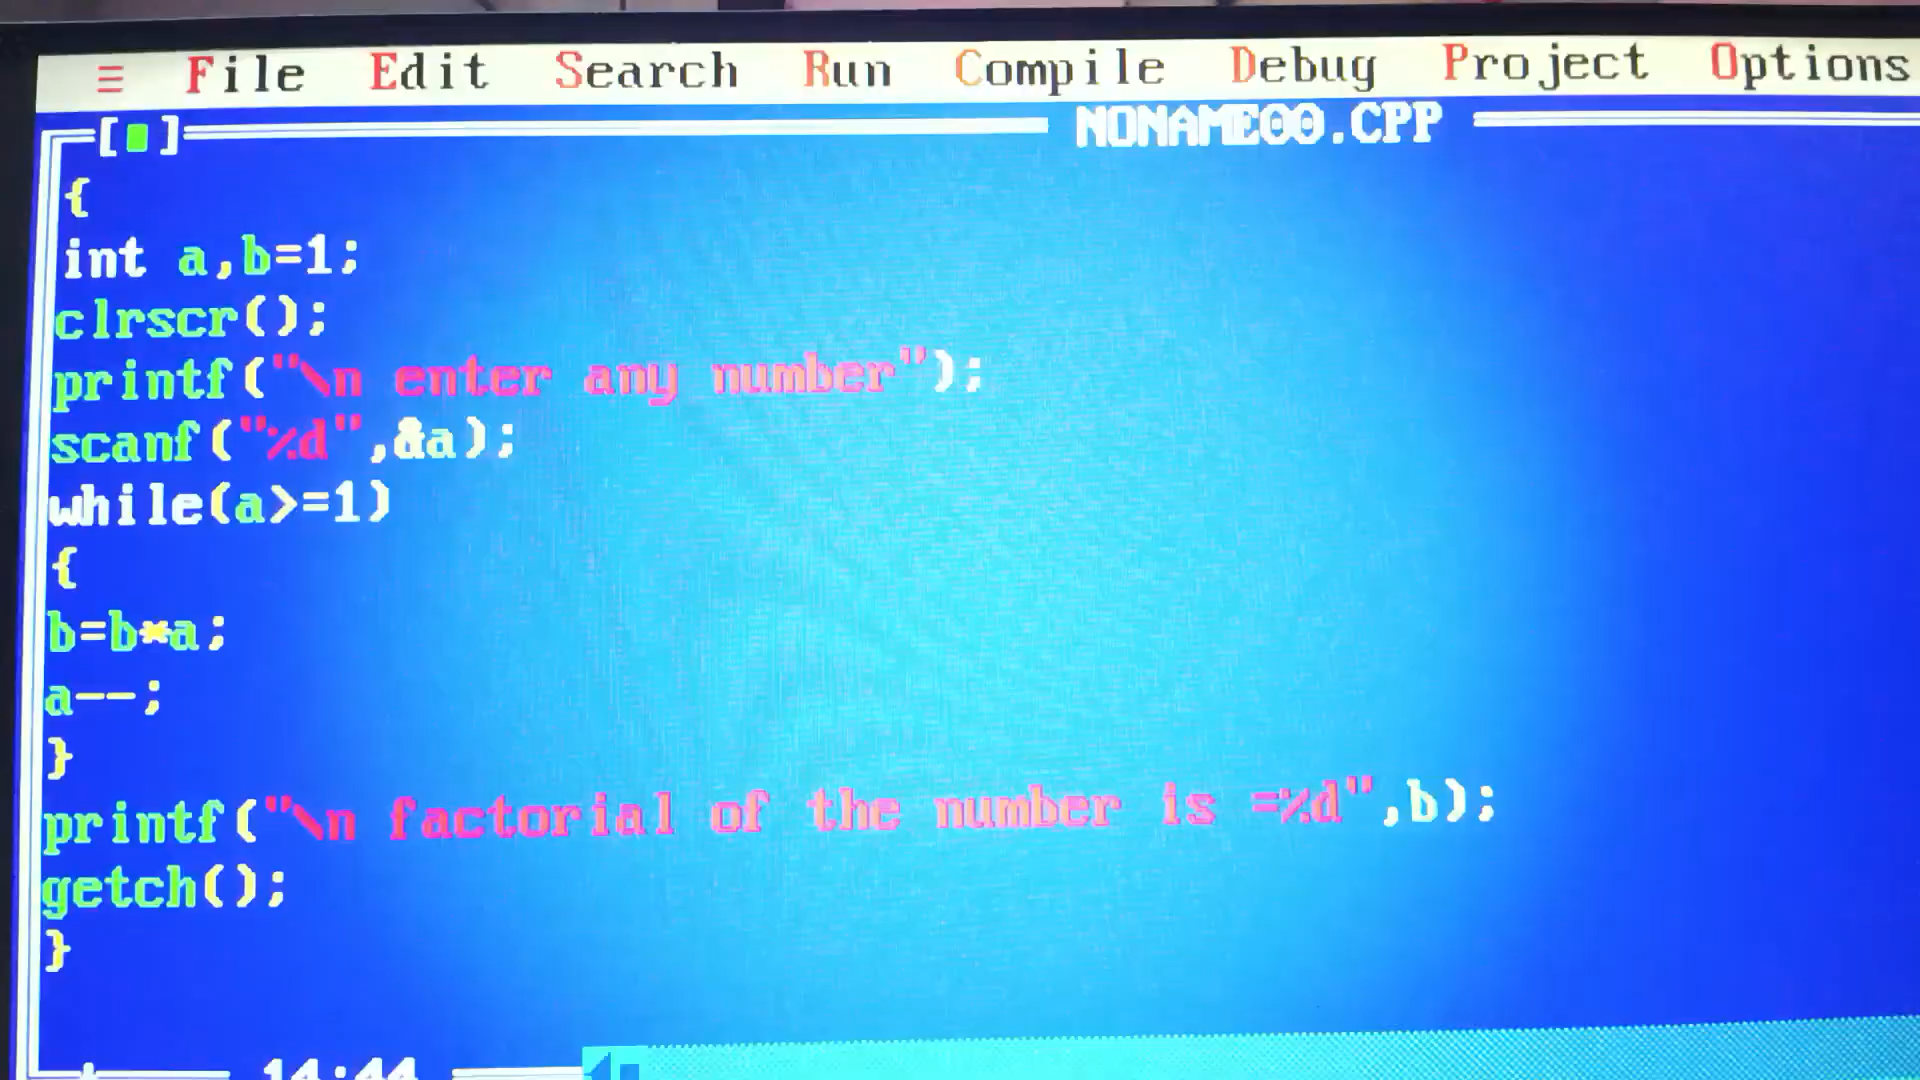 ≡ File Edit Search Run Compile Debug Project Options
[■] NONAME00.CPP
{
int a,b=1;
clrscr();
printf("\n enter any number");
scanf("%d",&a);
while(a>=1)
{
b=b*a;
a--;
}
printf("\n factorial of the number is =%d",b);
getch();
}
14:44